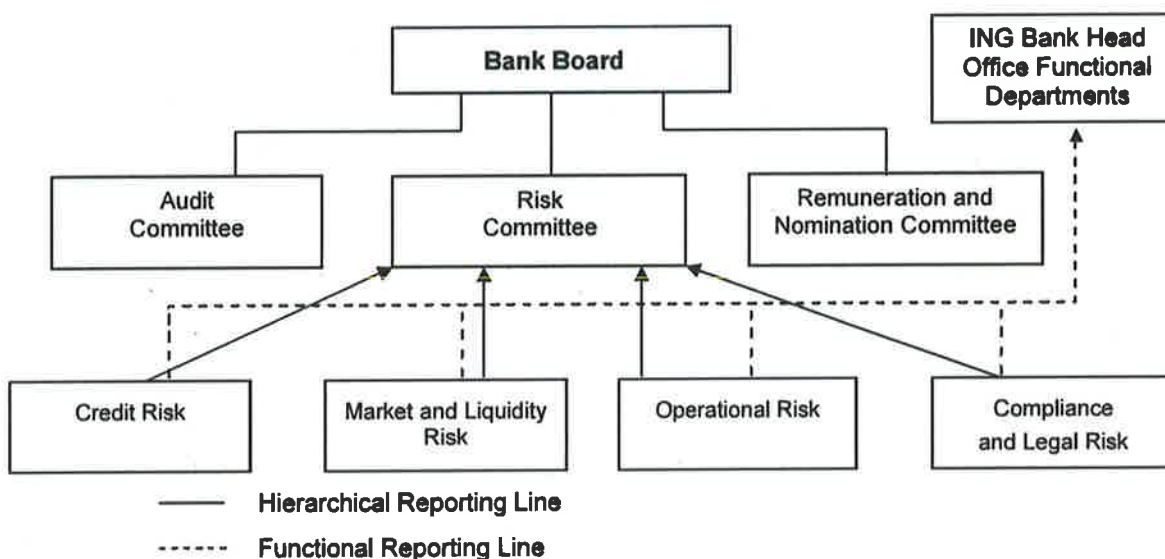 Bank Board
ING Bank Head
Office Functional
Departments
Audit
Committee
Risk
Committee
Remuneration and
Nomination Committee
Credit Risk
Market and Liquidity
Risk
Operational Risk
Compliance
and Legal Risk
Hierarchical Reporting Line
Functional Reporting Line